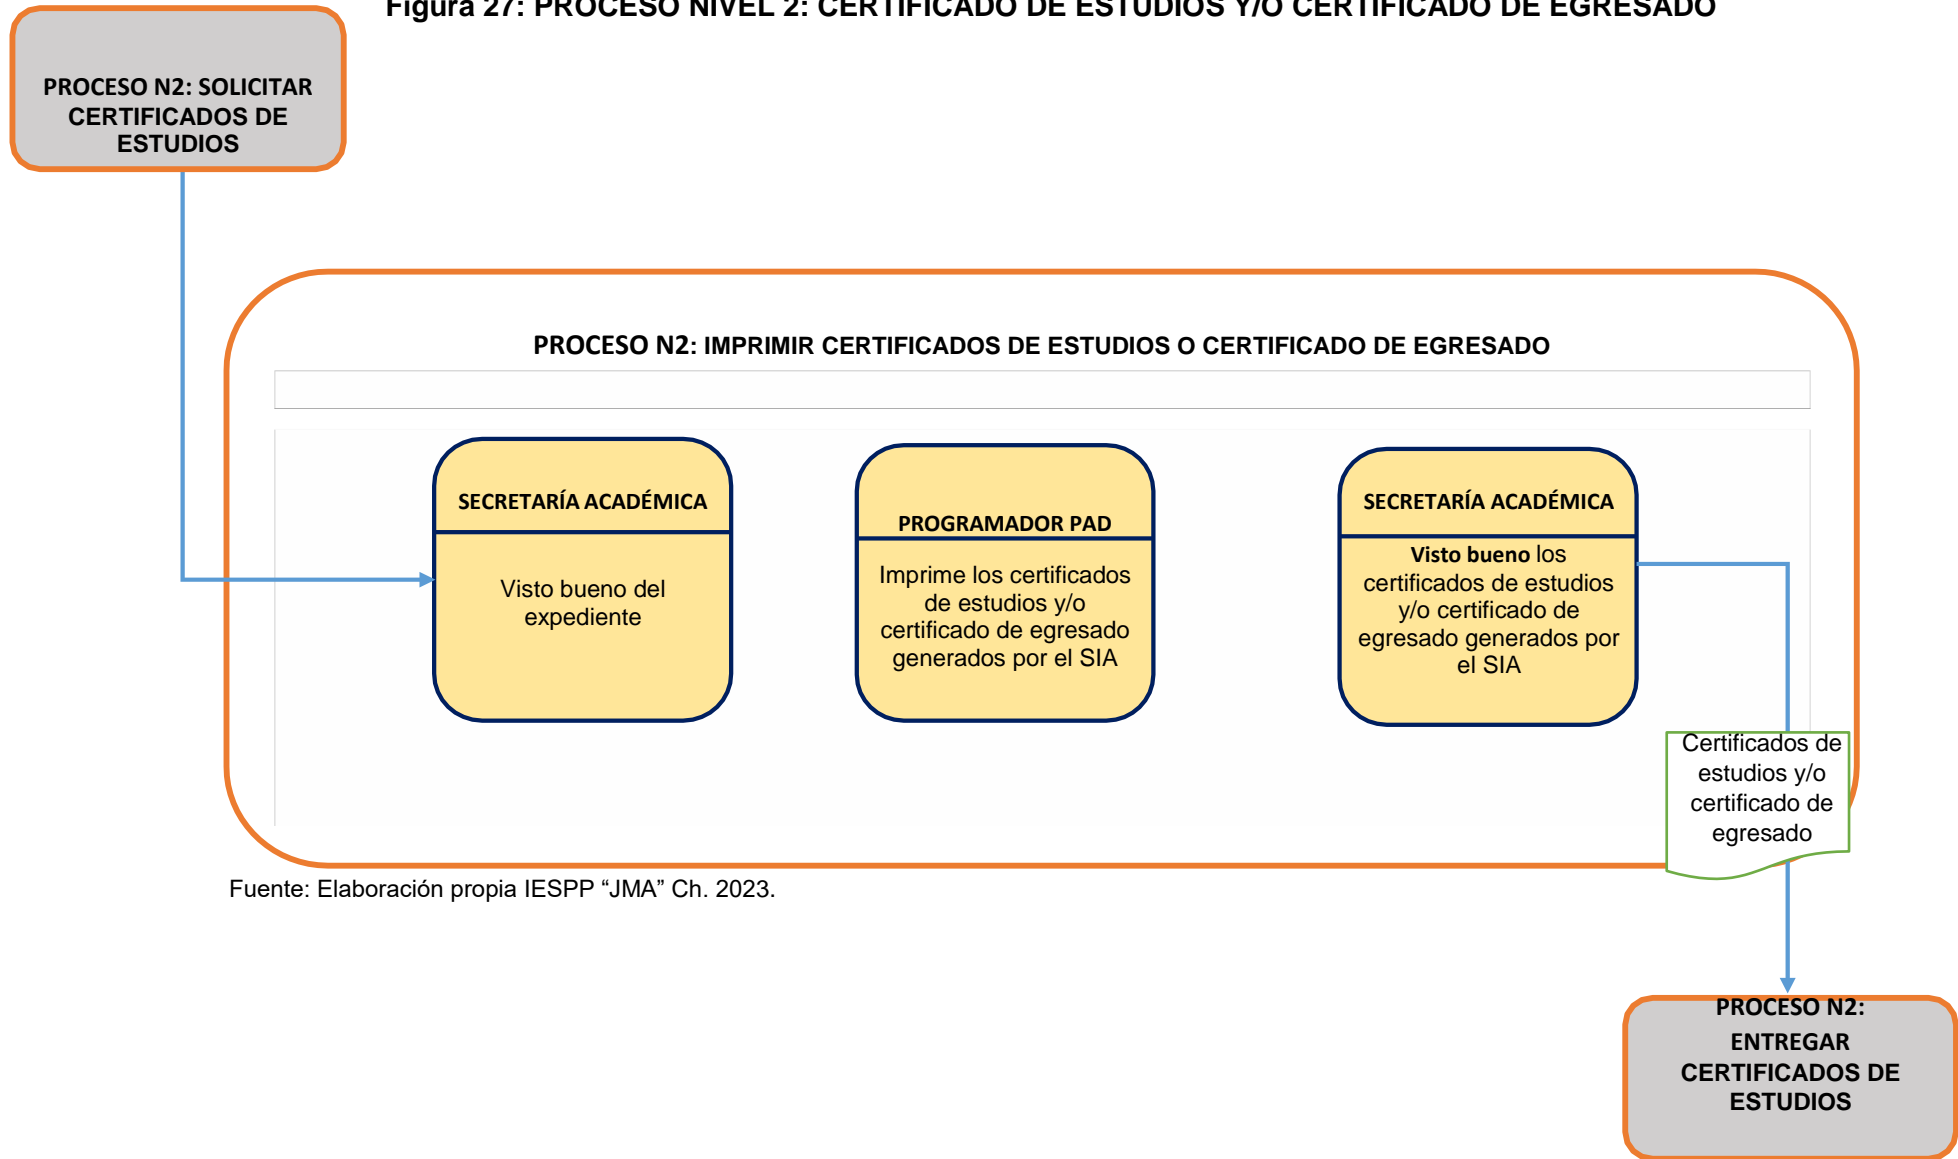 Figura 27: PROCESO NIVEL 2: CERTIFICADO DE ESTUDIOS Y/O CERTIFICADO DE EGRESADO
PROCESO N2: SOLICITAR
CERTIFICADOS DE
ESTUDIOS
PROCESO N2: IMPRIMIR CERTIFICADOS DE ESTUDIOS O CERTIFICADO DE EGRESADO
SECRETARÍA ACADÉMICA
Visto bueno del
expediente
PROGRAMADOR PAD
Imprime los certificados
de estudios y/o
certificado de egresado
generados por el SIA
SECRETARÍA ACADÉMICA
Visto bueno los
certificados de estudios
y/o certificado de
egresado generados por
el SIA
Certificados de
estudios y/o
certificado de
egresado
Fuente: Elaboración propia IESPP “JMA” Ch. 2023.
PROCESO N2:
ENTREGAR
CERTIFICADOS DE
ESTUDIOS